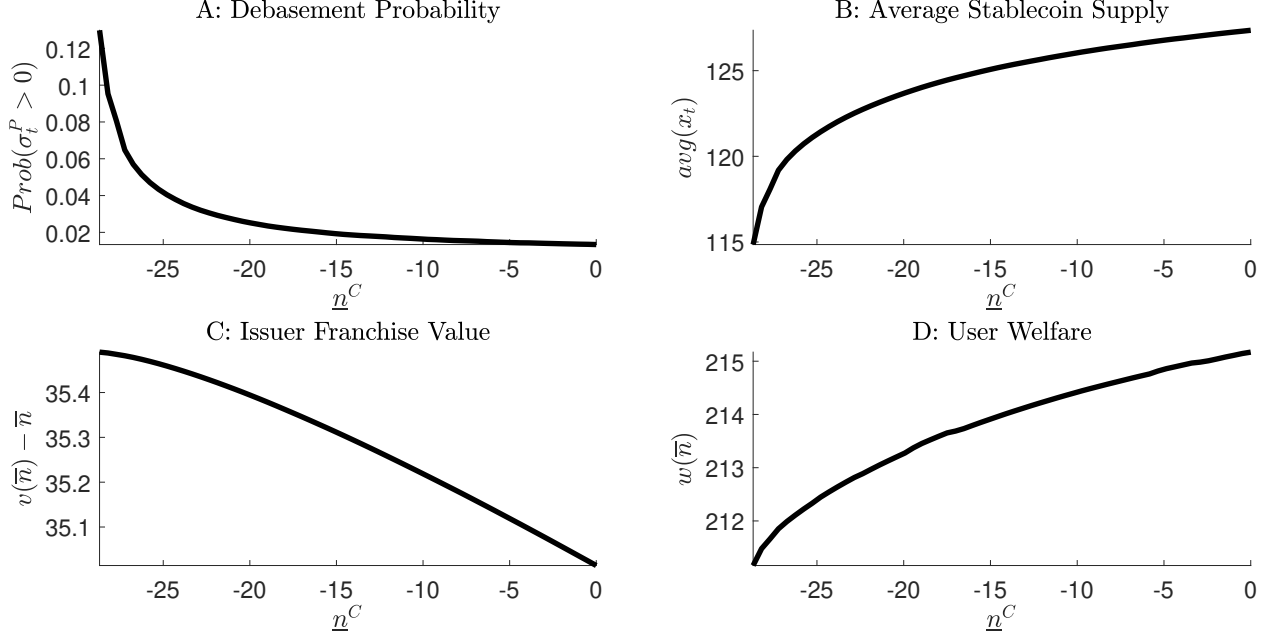 A: Debasement Probability
0.12
0.1
0.08
0.06
0.04
0.02
Prob(σ_t^P > 0)
-25 -20 -15 -10 -5 0
n̲^C
B: Average Stablecoin Supply
125
120
115
avg(x_t)
-25 -20 -15 -10 -5 0
n̲^C
C: Issuer Franchise Value
35.4
35.3
35.2
35.1
v(n̅) − n̅
-25 -20 -15 -10 -5 0
n̲^C
D: User Welfare
215
214
213
212
w(n̅)
-25 -20 -15 -10 -5 0
n̲^C